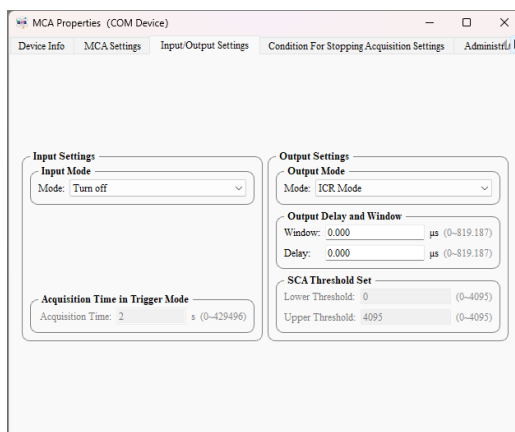 MCA Properties (COM Device)
Device Info MCA Settings Input/Output Settings Condition For Stopping Acquisition Settings
Input Settings
Input Mode
Mode: Turn off
Acquisition Time in Trigger Mode
Acquisition Time: 2 s (0~429496)
Output Settings
Output Mode
Mode: ICR Mode
Output Delay and Window
Window: 0.000 μs (0~819.187)
Delay: 0.000 μs (0~819.187)
SCA Threshold Set
Lower Threshold: 0 (0~4095)
Upper Threshold: 4095 (0~4095)